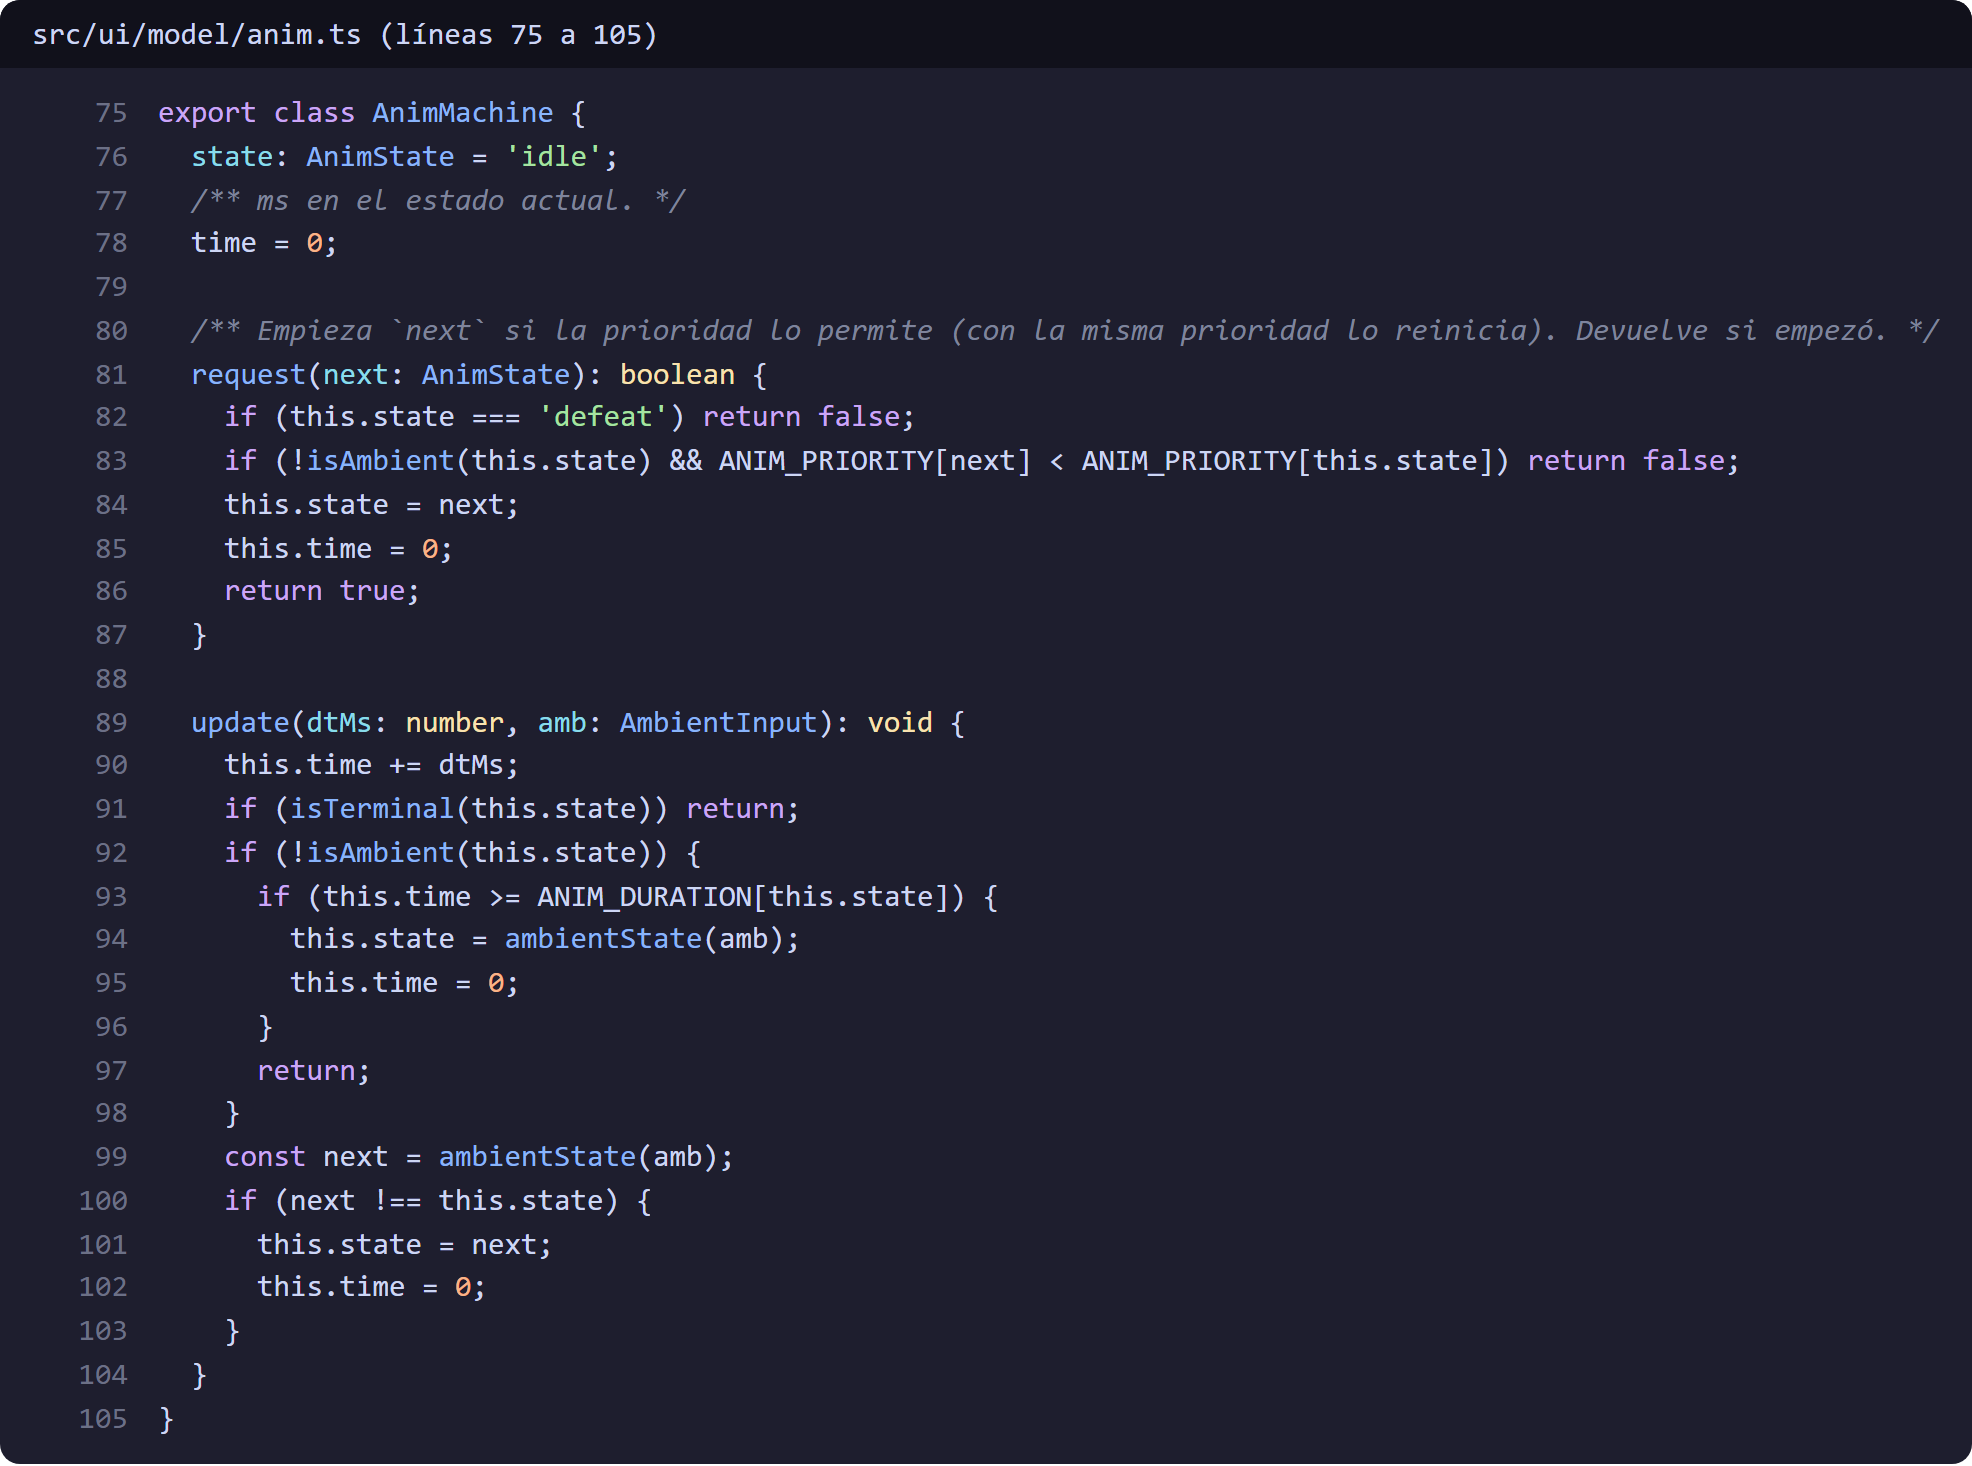 src/ui/model/anim.ts (líneas 75 a 105)
75 export class AnimMachine {
76   state: AnimState = 'idle';
77   /** ms en el estado actual. */
78   time = 0;
79
80   /** Empieza `next` si la prioridad lo permite (con la misma prioridad lo reinicia). Devuelve si empezó. */
81   request(next: AnimState): boolean {
82     if (this.state === 'defeat') return false;
83     if (!isAmbient(this.state) && ANIM_PRIORITY[next] < ANIM_PRIORITY[this.state]) return false;
84     this.state = next;
85     this.time = 0;
86     return true;
87   }
88
89   update(dtMs: number, amb: AmbientInput): void {
90     this.time += dtMs;
91     if (isTerminal(this.state)) return;
92     if (!isAmbient(this.state)) {
93       if (this.time >= ANIM_DURATION[this.state]) {
94         this.state = ambientState(amb);
95         this.time = 0;
96       }
97       return;
98     }
99     const next = ambientState(amb);
100     if (next !== this.state) {
101       this.state = next;
102       this.time = 0;
103     }
104   }
105 }